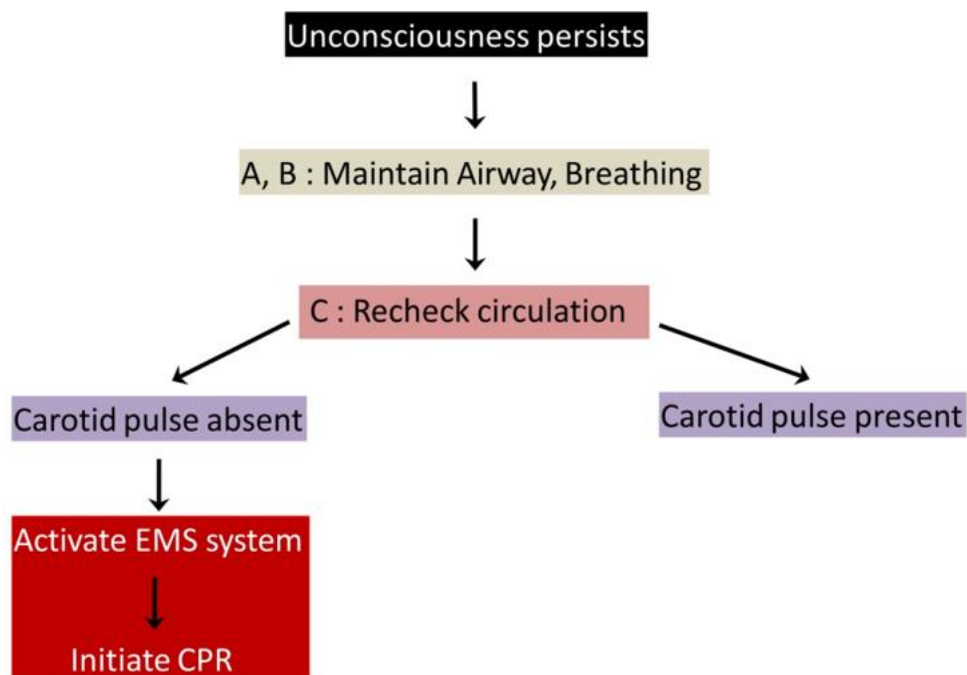 Unconsciousness persists
A, B : Maintain Airway, Breathing
C : Recheck circulation
Carotid pulse absent
Carotid pulse present
Activate EMS system
Initiate CPR